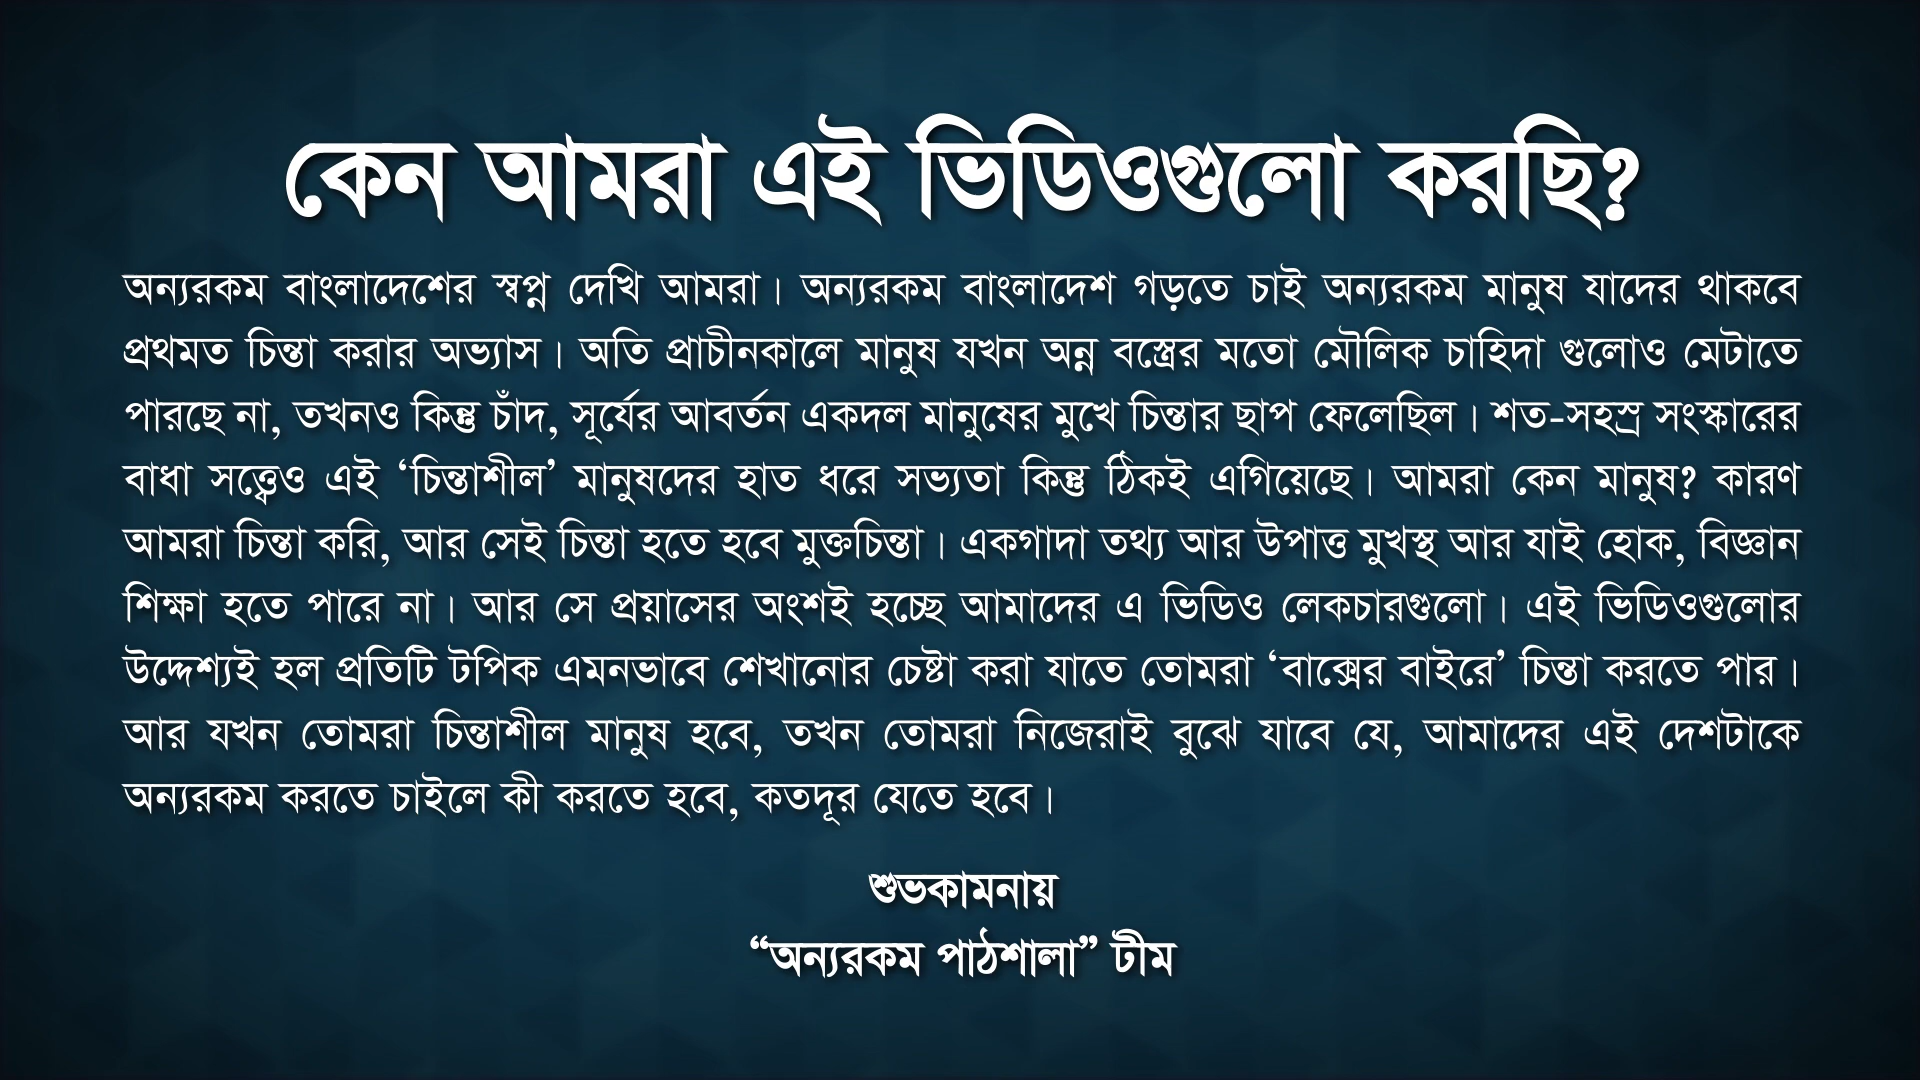 কেন আমরা এই ভিডিওগুলো করছি?
অন্যরকম বাংলাদেশের স্বপ্ন দেখি আমরা। অন্যরকম বাংলাদেশ গড়তে চাই অন্যরকম মানুষ যাদের থাকবে
প্রথমত চিন্তা করার অভ্যাস। অতি প্রাচীনকালে মানুষ যখন অন্ন বস্ত্রের মতো মৌলিক চাহিদা গুলোও মেটাতে
পারছে না, তখনও কিন্তু চাঁদ, সূর্যের আবর্তন একদল মানুষের মুখে চিন্তার ছাপ ফেলেছিল। শত-সহস্র সংস্কারের
বাধা সত্ত্বেও এই ‘চিন্তাশীল’ মানুষদের হাত ধরে সভ্যতা কিন্তু ঠিকই এগিয়েছে। আমরা কেন মানুষ? কারণ
আমরা চিন্তা করি, আর সেই চিন্তা হতে হবে মুক্তচিন্তা। একগাদা তথ্য আর উপাত্ত মুখস্থ আর যাই হোক, বিজ্ঞান
শিক্ষা হতে পারে না। আর সে প্রয়াসের অংশই হচ্ছে আমাদের এ ভিডিও লেকচারগুলো। এই ভিডিওগুলোর
উদ্দেশ্যই হল প্রতিটি টপিক এমনভাবে শেখানোর চেষ্টা করা যাতে তোমরা ‘বাক্সের বাইরে’ চিন্তা করতে পার।
আর যখন তোমরা চিন্তাশীল মানুষ হবে, তখন তোমরা নিজেরাই বুঝে যাবে যে, আমাদের এই দেশটাকে
অন্যরকম করতে চাইলে কী করতে হবে, কতদূর যেতে হবে।
শুভকামনায়
“অন্যরকম পাঠশালা” টীম